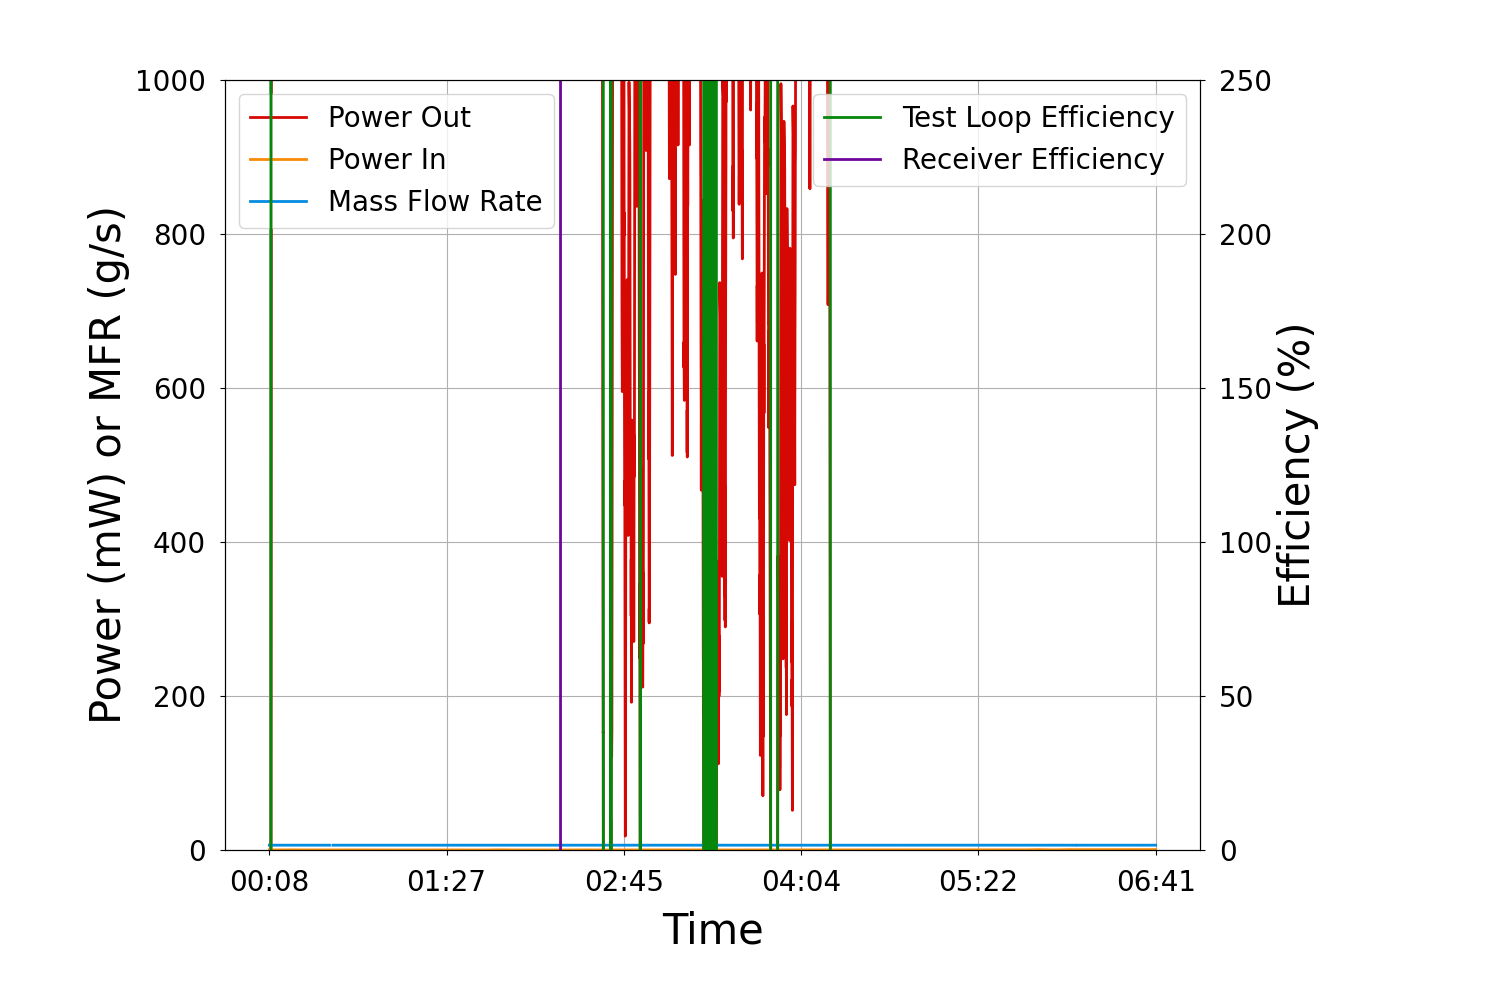 1000
800
600
400
200
0
Power (mW) or MFR (g/s)
Power Out
Power In
Mass Flow Rate
Test Loop Efficiency
Receiver Efficiency
250
200
150
100
50
0
Efficiency (%)
00:08 01:27 02:45 04:04 05:22 06:41
Time